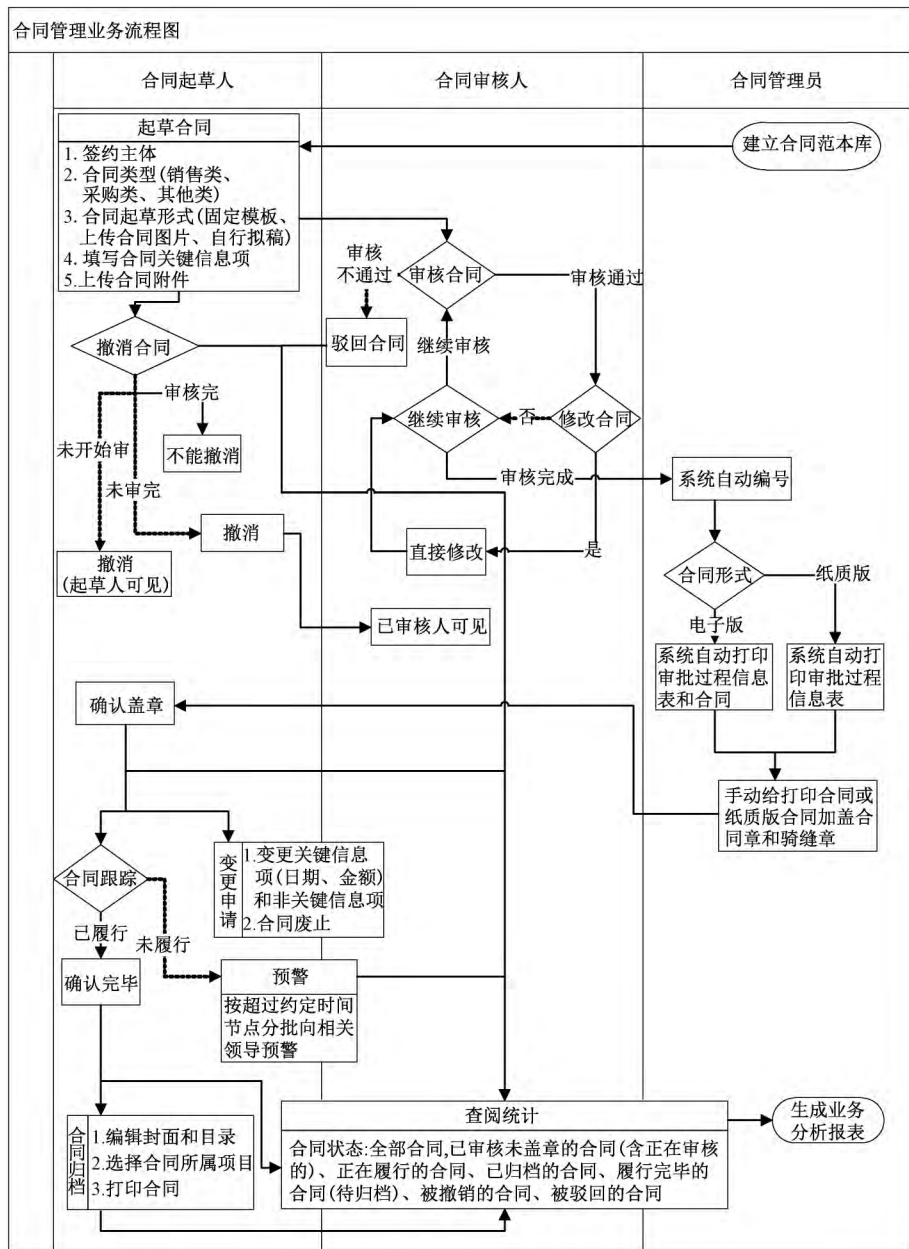 合同管理业务流程图
合同起草人
合同审核人
合同管理员
起草合同
1. 签约主体
2. 合同类型(销售类、
采购类、其他类)
3. 合同起草形式(固定模板、
上传合同图片、自行拟稿)
4. 填写合同关键信息项
5.上传合同附件
建立合同范本库
审核
不通过
审核合同
审核通过
撤消合同
驳回合同
继续审核
审核完
不能撤消
继续审核
否
修改合同
未开始审
未审完
审核完成
系统自动编号
撤消
直接修改
是
撤消
(起草人可见)
合同形式
纸质版
电子版
已审核人可见
系统自动打印
审批过程信息
表和合同
系统自动打
印审批过程
信息表
确认盖章
手动给打印合同或
纸质版合同加盖合
同章和骑缝章
合同跟踪
变更申请
1.变更关键信息
项(日期、金额)
和非关键信息项
2.合同废止
已履行
未履行
确认完毕
预警
按超过约定时间
节点分批向相关
领导预警
合同归档
1.编辑封面和目录
2.选择合同所属项目
3.打印合同
查阅统计
合同状态:全部合同,已审核未盖章的合同(含正在审核
的)、正在履行的合同、已归档的合同、履行完毕的
合同(待归档)、被撤销的合同、被驳回的合同
生成业务
分析报表